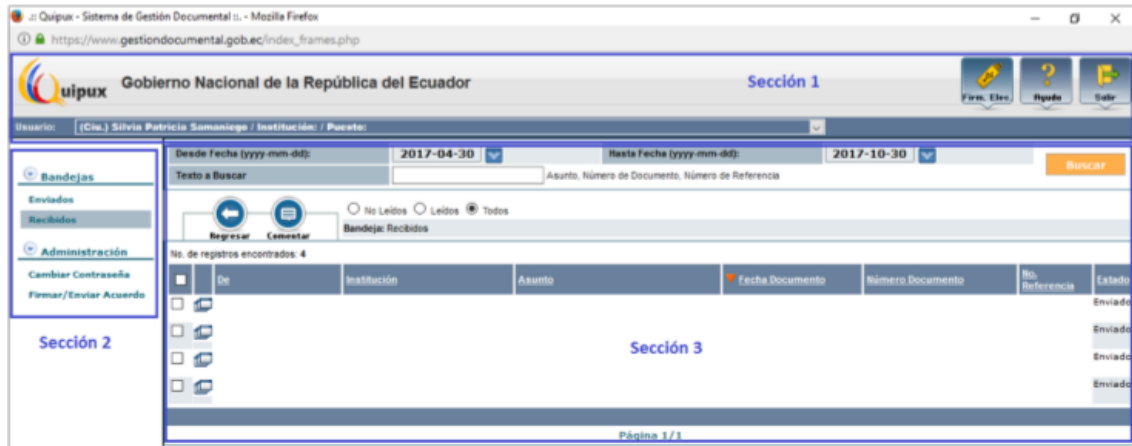 .:: Quipux - Sistema de Gestión Documental ::. - Mozilla Firefox
https://www.gestiondocumental.gob.ec/index_frames.php
Quipux Gobierno Nacional de la República del Ecuador Sección 1 Firm. Elec. Ayuda Salir
Usuario: (Ciu.) Silvia Patricia Samaniego / Institución: / Puesto:
Bandejas
Enviados
Recibidos
Administración
Cambiar Contraseña
Firmar/Enviar Acuerdo
Sección 2
Desde Fecha (yyyy-mm-dd): 2017-04-30 Hasta Fecha (yyyy-mm-dd): 2017-10-30 Buscar
Texto a Buscar Asunto, Número de Documento, Número de Referencia
Regresar Comentar No Leídos Leídos Todos
Bandeja: Recibidos
No. de registros encontrados: 4
De Institución Asunto Fecha Documento Número Documento No. Referencia Estado
Enviado
Enviado
Sección 3
Enviado
Enviado
Página 1/1